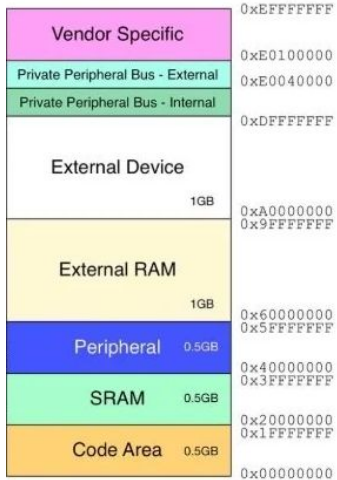 0xEFFFFFFF
Vendor Specific
0xE0100000
Private Peripheral Bus - External
0xE0040000
Private Peripheral Bus - Internal
0xDFFFFFFF
External Device
1GB
0xA0000000
0x9FFFFFFF
External RAM
1GB
0x60000000
0x5FFFFFFF
Peripheral 0.5GB
0x40000000
0x3FFFFFFF
SRAM 0.5GB
0x20000000
0x1FFFFFFF
Code Area 0.5GB
0x00000000